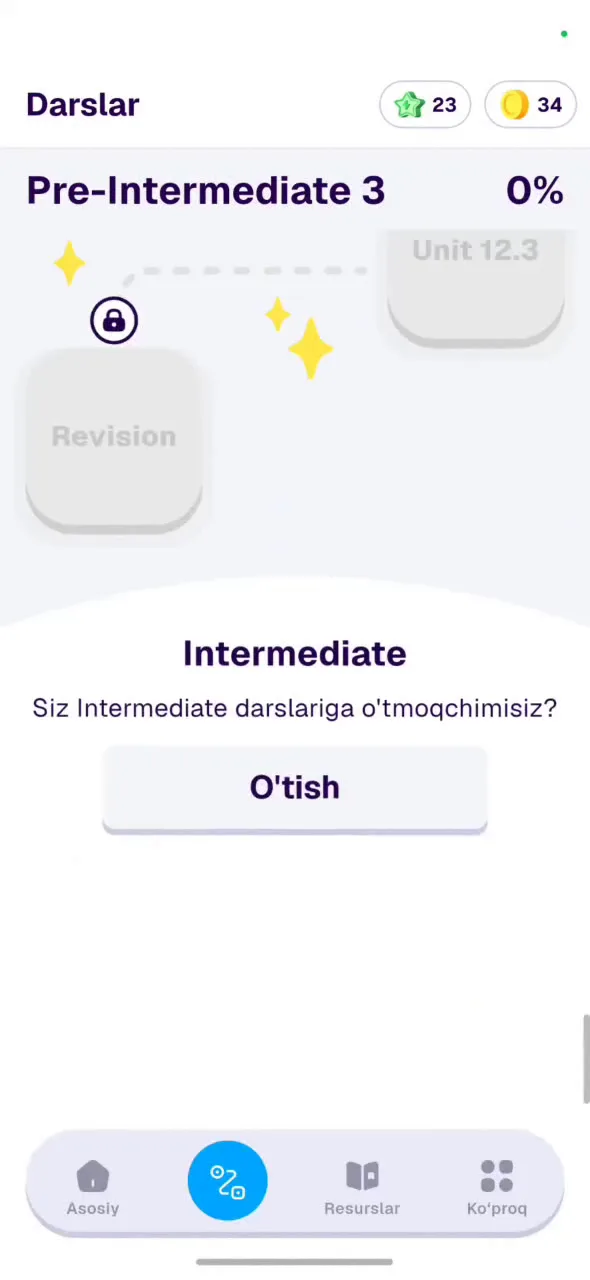 Darslar
23
34
Pre-Intermediate 3
0%
Unit 12.3
Revision
Intermediate
Siz Intermediate darslariga o'tmoqchimisiz?
O'tish
Asosiy
Resurslar
Ko‘proq